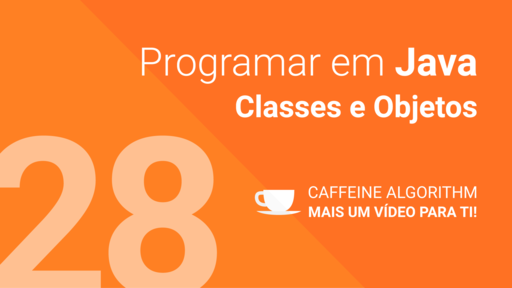 Programar em Java
Classes e Objetos
28
CAFFEINE ALGORITHM
MAIS UM VÍDEO PARA TI!